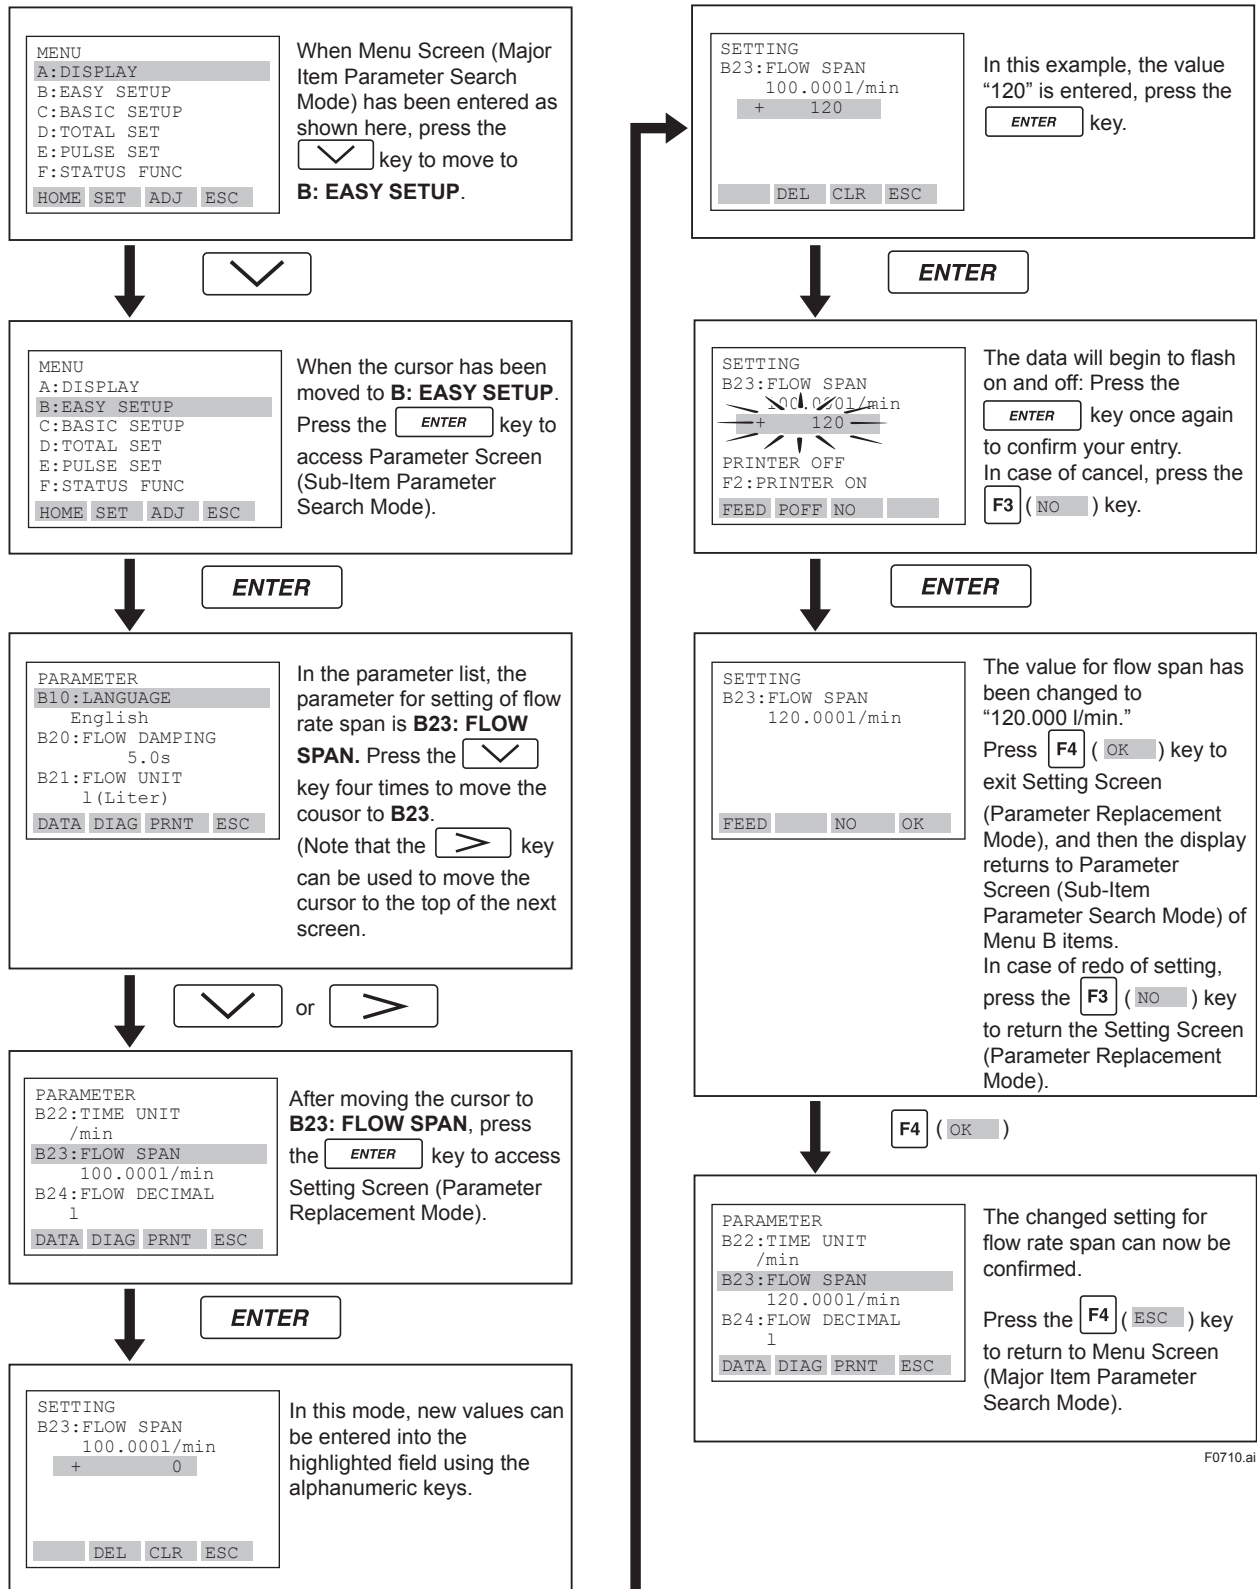 MENU
A:DISPLAY
B:EASY SETUP
C:BASIC SETUP
D:TOTAL SET
E:PULSE SET
F:STATUS FUNC
HOME SET ADJ ESC
When Menu Screen (Major
Item Parameter Search
Mode) has been entered as
shown here, press the
key to move to
B: EASY SETUP.
MENU
A:DISPLAY
B:EASY SETUP
C:BASIC SETUP
D:TOTAL SET
E:PULSE SET
F:STATUS FUNC
HOME SET ADJ ESC
When the cursor has been
moved to B: EASY SETUP.
Press the ENTER key to
access Parameter Screen
(Sub-Item Parameter
Search Mode).
ENTER
PARAMETER
B10:LANGUAGE
English
B20:FLOW DAMPING
5.0s
B21:FLOW UNIT
l(Liter)
DATA DIAG PRNT ESC
In the parameter list, the
parameter for setting of flow
rate span is B23: FLOW
SPAN. Press the
key four times to move the
cousor to B23.
(Note that the > key
can be used to move the
cursor to the top of the next
screen.
or >
PARAMETER
B22:TIME UNIT
/min
B23:FLOW SPAN
100.000l/min
B24:FLOW DECIMAL
l
DATA DIAG PRNT ESC
After moving the cursor to
B23: FLOW SPAN, press
the ENTER key to access
Setting Screen (Parameter
Replacement Mode).
ENTER
SETTING
B23:FLOW SPAN
100.000l/min
+ 0
DEL CLR ESC
In this mode, new values can
be entered into the
highlighted field using the
alphanumeric keys.
SETTING
B23:FLOW SPAN
100.000l/min
+ 120
DEL CLR ESC
In this example, the value
“120” is entered, press the
ENTER key.
ENTER
SETTING
B23:FLOW SPAN
100.000l/min
+ 120
PRINTER OFF
F2:PRINTER ON
FEED POFF NO
The data will begin to flash
on and off: Press the
ENTER key once again
to confirm your entry.
In case of cancel, press the
F3 ( NO ) key.
ENTER
SETTING
B23:FLOW SPAN
120.000l/min
FEED NO OK
The value for flow span has
been changed to
“120.000 l/min.”
Press F4 ( OK ) key to
exit Setting Screen
(Parameter Replacement
Mode), and then the display
returns to Parameter
Screen (Sub-Item
Parameter Search Mode) of
Menu B items.
In case of redo of setting,
press the F3 ( NO ) key
to return the Setting Screen
(Parameter Replacement
Mode).
F4 ( OK )
PARAMETER
B22:TIME UNIT
/min
B23:FLOW SPAN
120.000l/min
B24:FLOW DECIMAL
l
DATA DIAG PRNT ESC
The changed setting for
flow rate span can now be
confirmed.
Press the F4 ( ESC ) key
to return to Menu Screen
(Major Item Parameter
Search Mode).
F0710.ai